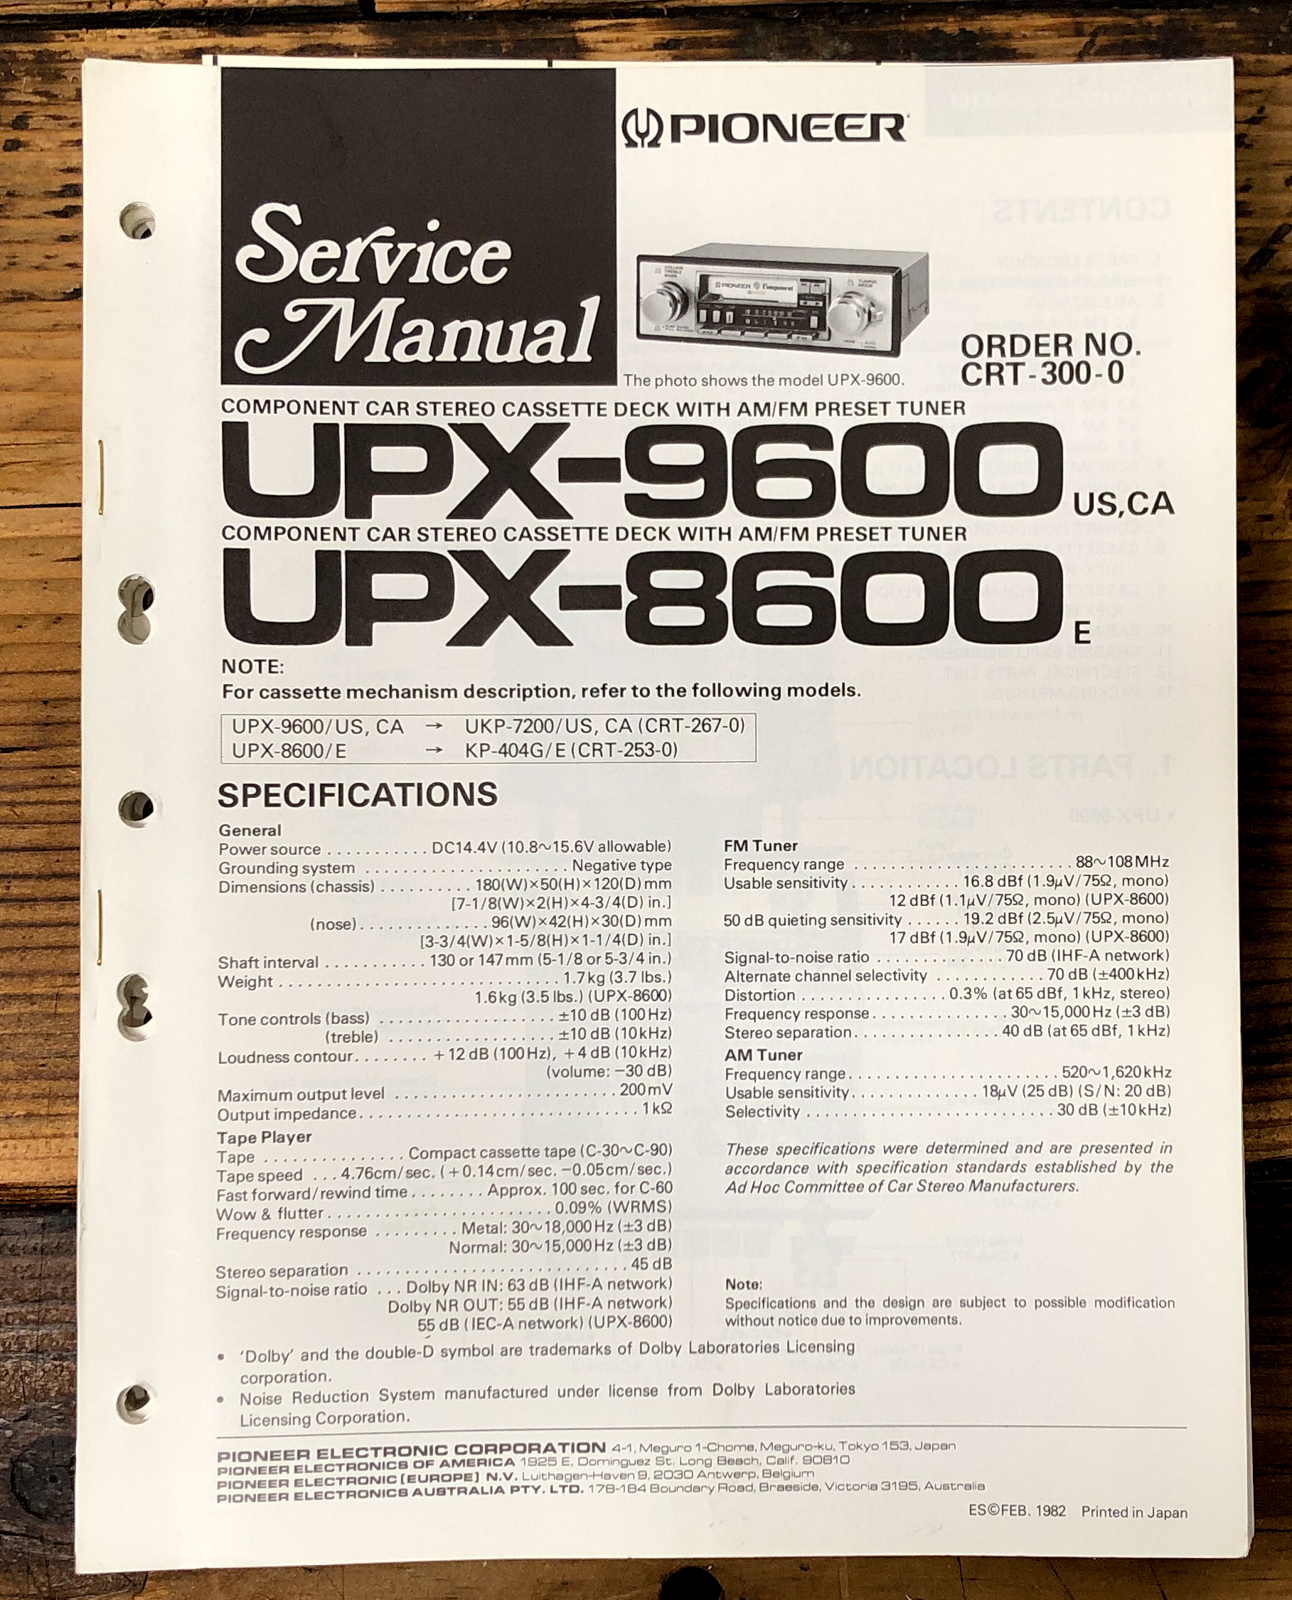 Service
Manual
PIONEER
The photo shows the model UPX-9600.
ORDER NO.
CRT-300-0
COMPONENT CAR STEREO CASSETTE DECK WITH AM/FM PRESET TUNER
UPX-9600 US,CA
COMPONENT CAR STEREO CASSETTE DECK WITH AM/FM PRESET TUNER
UPX-8600 E
NOTE:
For cassette mechanism description, refer to the following models.
UPX-9600/US, CA → UKP-7200/US, CA (CRT-267-0)
UPX-8600/E → KP-404G/E (CRT-253-0)
SPECIFICATIONS
General
Power source . . . . . . . . . . . DC14.4V (10.8~15.6V allowable)
Grounding system . . . . . . . . . . . . . . . . . . . . . Negative type
Dimensions (chassis) . . . . . . . . . . 180(W)×50(H)×120(D) mm
[7-1/8(W)×2(H)×4-3/4(D) in.]
(nose) . . . . . . . . . . . . . . 96(W)×42(H)×30(D) mm
[3-3/4(W)×1-5/8(H)×1-1/4(D) in.]
Shaft interval . . . . . . . . . . . 130 or 147 mm (5-1/8 or 5-3/4 in.)
Weight . . . . . . . . . . . . . . . . . . . . . . . . . . . . . 1.7 kg (3.7 lbs.)
1.6 kg (3.5 lbs.) (UPX-8600)
Tone controls (bass) . . . . . . . . . . . . . . . . . . ±10 dB (100 Hz)
(treble) . . . . . . . . . . . . . . . . . ±10 dB (10 kHz)
Loudness contour . . . . . . . . +12 dB (100 Hz), +4 dB (10 kHz)
(volume: −30 dB)
Maximum output level . . . . . . . . . . . . . . . . . . . . . . . 200 mV
Output impedance . . . . . . . . . . . . . . . . . . . . . . . . . . . . 1 kΩ
Tape Player
Tape . . . . . . . . . . . . . . . Compact cassette tape (C-30~C-90)
Tape speed . . . 4.76cm/sec. (+0.14cm/sec. −0.05cm/sec.)
Fast forward/rewind time . . . . . . . . Approx. 100 sec. for C-60
Wow & flutter . . . . . . . . . . . . . . . . . . . . . . . 0.09% (WRMS)
Frequency response . . . . . . . . . Metal: 30~18,000 Hz (±3 dB)
Normal: 30~15,000 Hz (±3 dB)
Stereo separation . . . . . . . . . . . . . . . . . . . . . . . . . . . . 45 dB
Signal-to-noise ratio . . . Dolby NR IN: 63 dB (IHF-A network)
Dolby NR OUT: 55 dB (IHF-A network)
55 dB (IEC-A network) (UPX-8600)
FM Tuner
Frequency range . . . . . . . . . . . . . . . . . . . . . . . 88~108 MHz
Usable sensitivity . . . . . . . . . . . 16.8 dBf (1.9µV/75Ω, mono)
12 dBf (1.1µV/75Ω, mono) (UPX-8600)
50 dB quieting sensitivity . . . . . . 19.2 dBf (2.5µV/75Ω, mono)
17 dBf (1.9µV/75Ω, mono) (UPX-8600)
Signal-to-noise ratio . . . . . . . . . . . . . 70 dB (IHF-A network)
Alternate channel selectivity . . . . . . . . . . . . 70 dB (±400 kHz)
Distortion . . . . . . . . . . . . . . . 0.3% (at 65 dBf, 1 kHz, stereo)
Frequency response . . . . . . . . . . . . . . 30~15,000 Hz (±3 dB)
Stereo separation . . . . . . . . . . . . . . . 40 dB (at 65 dBf, 1 kHz)
AM Tuner
Frequency range . . . . . . . . . . . . . . . . . . . . . . 520~1,620 kHz
Usable sensitivity . . . . . . . . . . . . . 18µV (25 dB) (S/N: 20 dB)
Selectivity . . . . . . . . . . . . . . . . . . . . . . . . . . 30 dB (±10 kHz)
These specifications were determined and are presented in
accordance with specification standards established by the
Ad Hoc Committee of Car Stereo Manufacturers.
Note:
Specifications and the design are subject to possible modification
without notice due to improvements.
• 'Dolby' and the double-D symbol are trademarks of Dolby Laboratories Licensing
corporation.
• Noise Reduction System manufactured under license from Dolby Laboratories
Licensing Corporation.
PIONEER ELECTRONIC CORPORATION 4-1, Meguro 1-Chome, Meguro-ku, Tokyo 153, Japan
PIONEER ELECTRONICS OF AMERICA 1925 E, Dominguez St. Long Beach, Calif. 90810
PIONEER ELECTRONIC (EUROPE) N.V. Luithagen-Haven 9, 2030 Antwerp, Belgium
PIONEER ELECTRONICS AUSTRALIA PTY. LTD. 178-184 Boundary Road, Braeside, Victoria 3195, Australia
ES©FEB. 1982 Printed in Japan